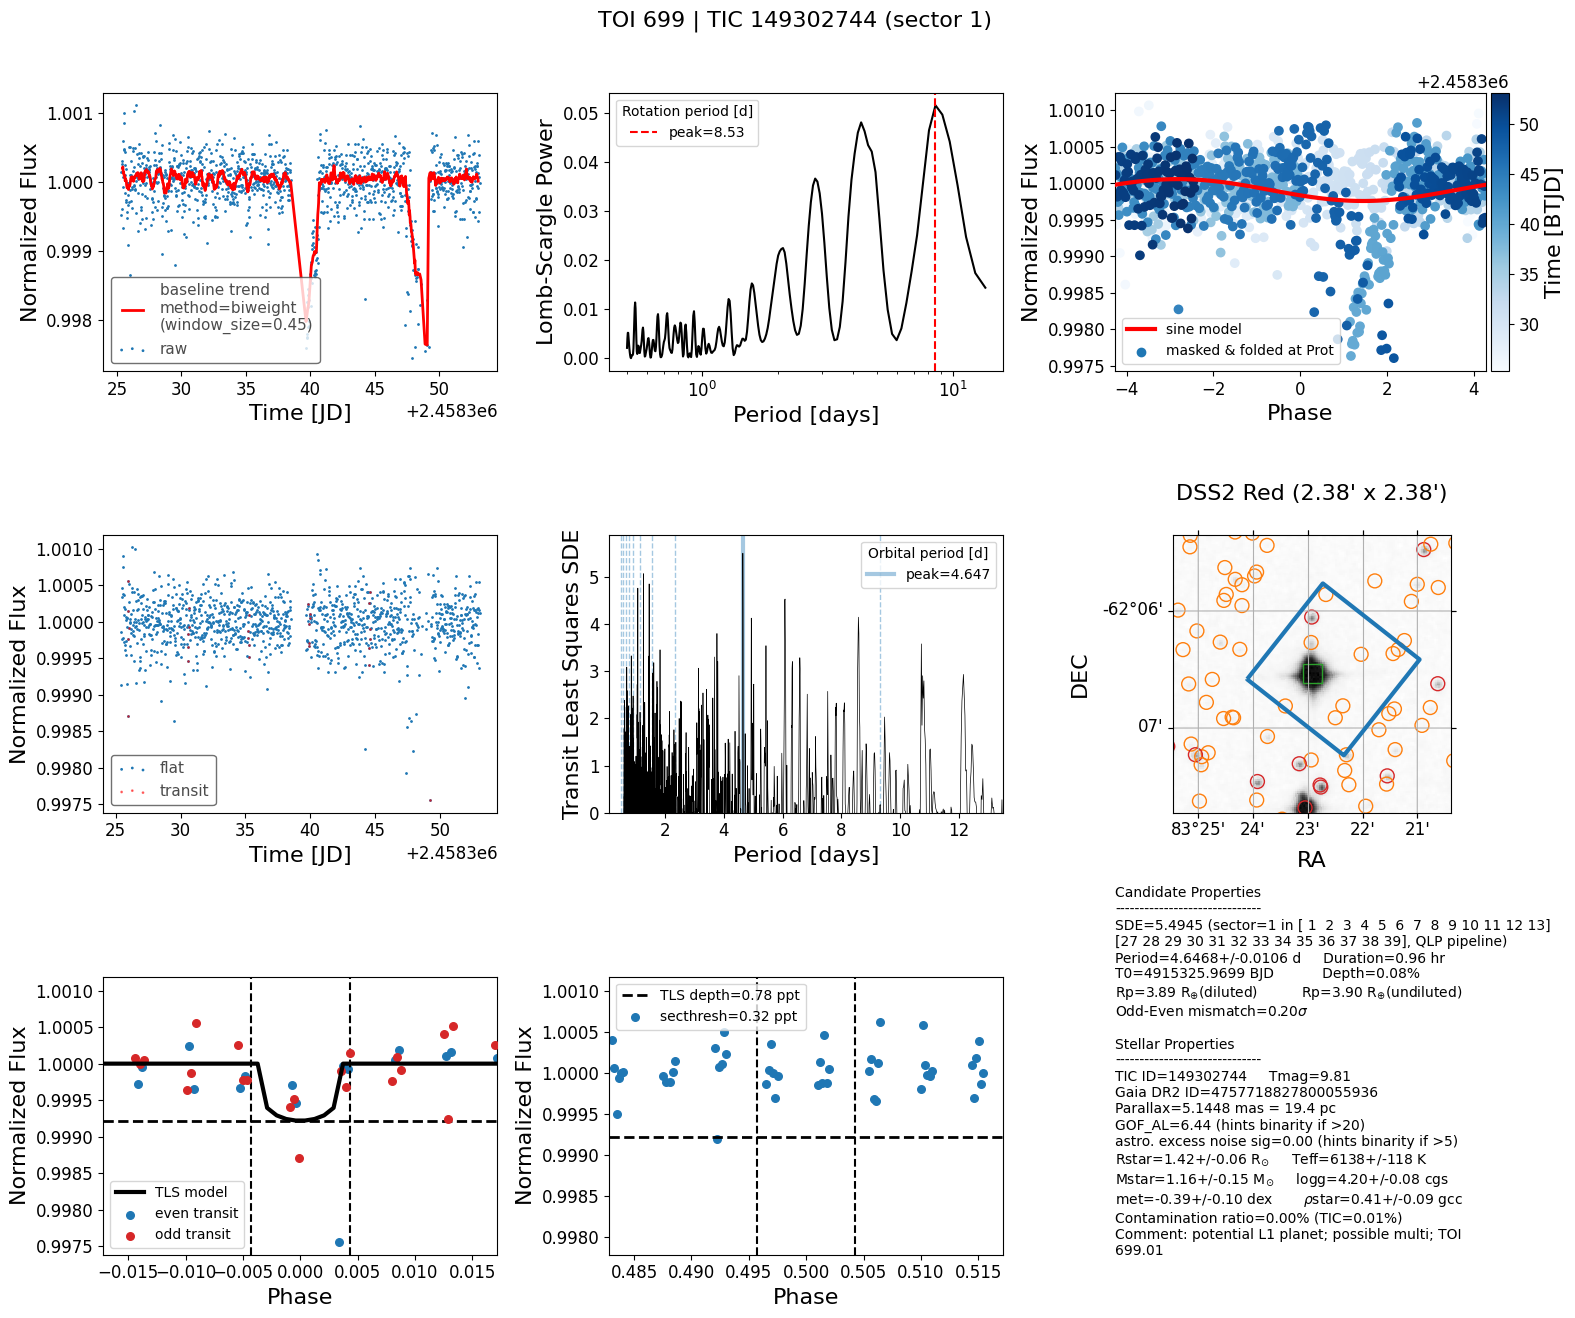 TOI 699 | TIC 149302744 (sector 1)
Normalized Flux
1.001
1.000
0.999
0.998
baseline trend
method=biweight
(window_size=0.45)
raw
25 30 35 40 45 50
Time [JD]
+2.4583e6
Lomb-Scargle Power
0.05
0.04
0.03
0.02
0.01
0.00
Rotation period [d]
peak=8.53
10⁰ 10¹
Period [days]
+2.4583e6
Normalized Flux
1.0010
1.0005
1.0000
0.9995
0.9990
0.9985
0.9980
0.9975
sine model
masked & folded at Prot
−4 −2 0 2 4
Phase
50
45
40
35
30
Time [BTJD]
Normalized Flux
1.0010
1.0005
1.0000
0.9995
0.9990
0.9985
0.9980
0.9975
flat
transit
25 30 35 40 45 50
Time [JD]
+2.4583e6
Transit Least Squares SDE
5
4
3
2
1
0
Orbital period [d]
peak=4.647
2 4 6 8 10 12
Period [days]
DSS2 Red (2.38' x 2.38')
DEC
-62°06'
07'
83°25' 24' 23' 22' 21'
RA
Normalized Flux
1.0010
1.0005
1.0000
0.9995
0.9990
0.9985
0.9980
0.9975
TLS model
even transit
odd transit
−0.015 −0.010 −0.005 0.000 0.005 0.010 0.015
Phase
Normalized Flux
1.0010
1.0005
1.0000
0.9995
0.9990
0.9985
0.9980
TLS depth=0.78 ppt
secthresh=0.32 ppt
0.485 0.490 0.495 0.500 0.505 0.510 0.515
Phase
Candidate Properties
------------------------------
SDE=5.4945 (sector=1 in [ 1 2 3 4 5 6 7 8 9 10 11 12 13]
[27 28 29 30 31 32 33 34 35 36 37 38 39], QLP pipeline)
Period=4.6468+/-0.0106 d Duration=0.96 hr
T0=4915325.9699 BJD Depth=0.08%
Rp=3.89 R⊕(diluted) Rp=3.90 R⊕(undiluted)
Odd-Even mismatch=0.20σ
Stellar Properties
------------------------------
TIC ID=149302744 Tmag=9.81
Gaia DR2 ID=4757718827800055936
Parallax=5.1448 mas = 19.4 pc
GOF_AL=6.44 (hints binarity if >20)
astro. excess noise sig=0.00 (hints binarity if >5)
Rstar=1.42+/-0.06 R⊙ Teff=6138+/-118 K
Mstar=1.16+/-0.15 M⊙ logg=4.20+/-0.08 cgs
met=-0.39+/-0.10 dex ρstar=0.41+/-0.09 gcc
Contamination ratio=0.00% (TIC=0.01%)
Comment: potential L1 planet; possible multi; TOI
699.01